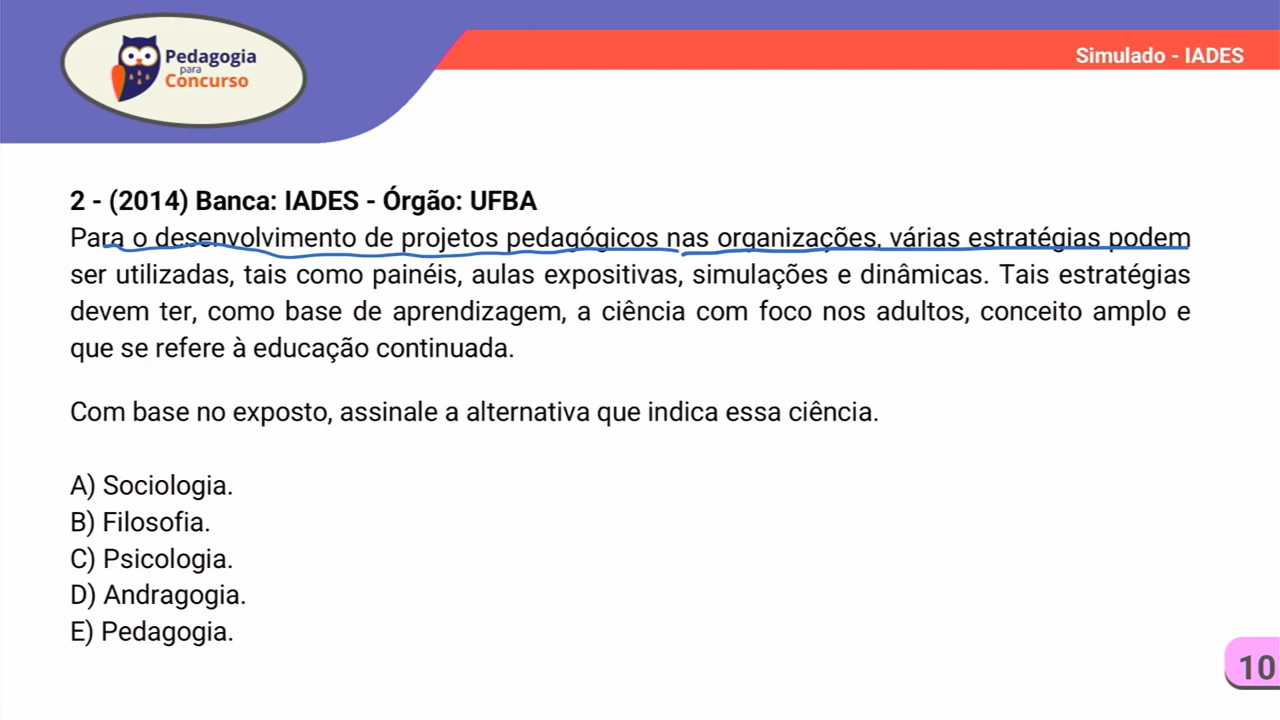 Pedagogia
para
Concurso
Simulado - IADES
2 - (2014) Banca: IADES - Órgão: UFBA
Para o desenvolvimento de projetos pedagógicos nas organizações, várias estratégias podem
ser utilizadas, tais como painéis, aulas expositivas, simulações e dinâmicas. Tais estratégias
devem ter, como base de aprendizagem, a ciência com foco nos adultos, conceito amplo e
que se refere à educação continuada.
Com base no exposto, assinale a alternativa que indica essa ciência.
A) Sociologia.
B) Filosofia.
C) Psicologia.
D) Andragogia.
E) Pedagogia.
10